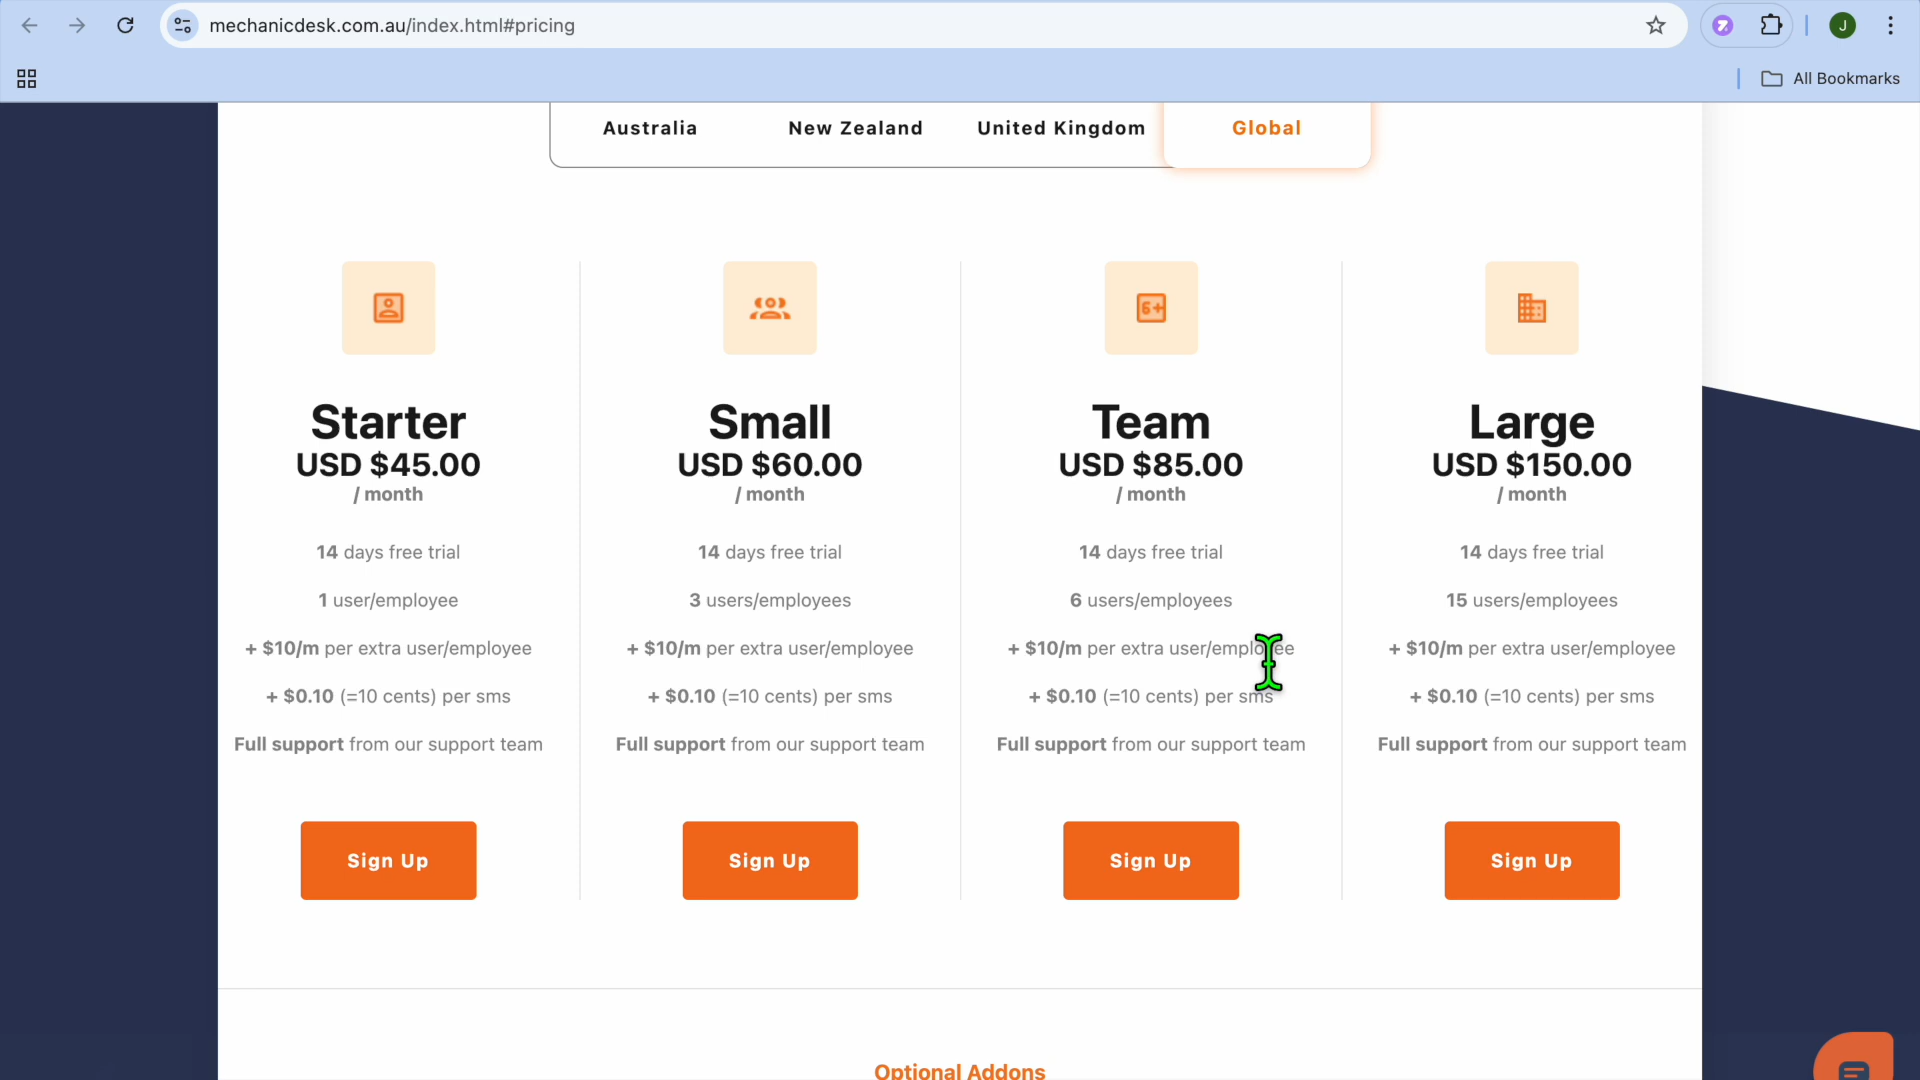 mechanicdesk.com.au/index.html#pricing
J
All Bookmarks
Australia
New Zealand
United Kingdom
Global
6+
Starter
USD $45.00
/ month
14 days free trial
1 user/employee
+ $10/m per extra user/employee
+ $0.10 (=10 cents) per sms
Full support from our support team
Sign Up
Small
USD $60.00
/ month
14 days free trial
3 users/employees
+ $10/m per extra user/employee
+ $0.10 (=10 cents) per sms
Full support from our support team
Sign Up
Team
USD $85.00
/ month
14 days free trial
6 users/employees
+ $10/m per extra user/employee
+ $0.10 (=10 cents) per sms
Full support from our support team
Sign Up
Large
USD $150.00
/ month
14 days free trial
15 users/employees
+ $10/m per extra user/employee
+ $0.10 (=10 cents) per sms
Full support from our support team
Sign Up
Optional Addons